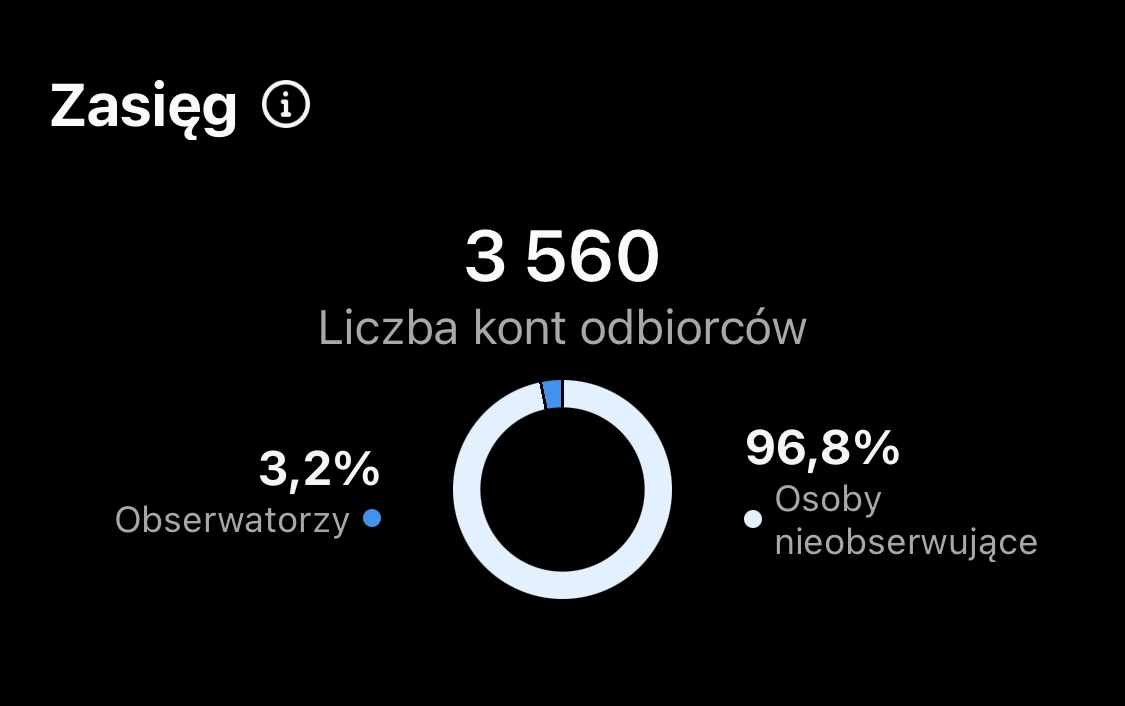 Zasięg
3 560
Liczba kont odbiorców
3,2%
Obserwatorzy
96,8%
Osoby
nieobserwujące